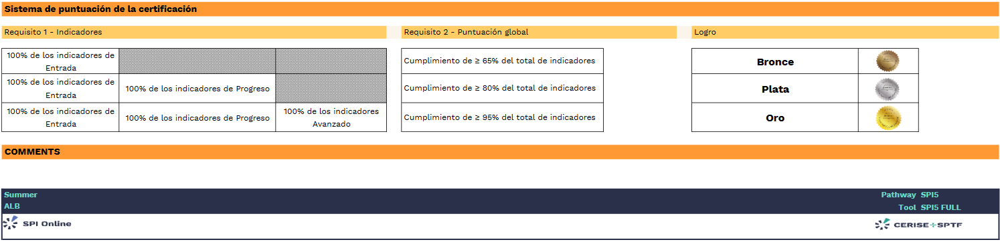 Sistema de puntuación de la certificación
Requisito 1 - Indicadores
Requisito 2 - Puntuación global
Logro
100% de los indicadores de
Entrada
Cumplimiento de ≥ 65% del total de indicadores
Bronce
100% de los indicadores de
Entrada
100% de los indicadores de Progreso
Cumplimiento de ≥ 80% del total de indicadores
Plata
100% de los indicadores de
Entrada
100% de los indicadores de Progreso
100% de los indicadores
Avanzado
Cumplimiento de ≥ 95% del total de indicadores
Oro
COMMENTS
Summer
Pathway SPI5
ALB
Tool SPI5 FULL
SPI Online
CERISE+SPTF